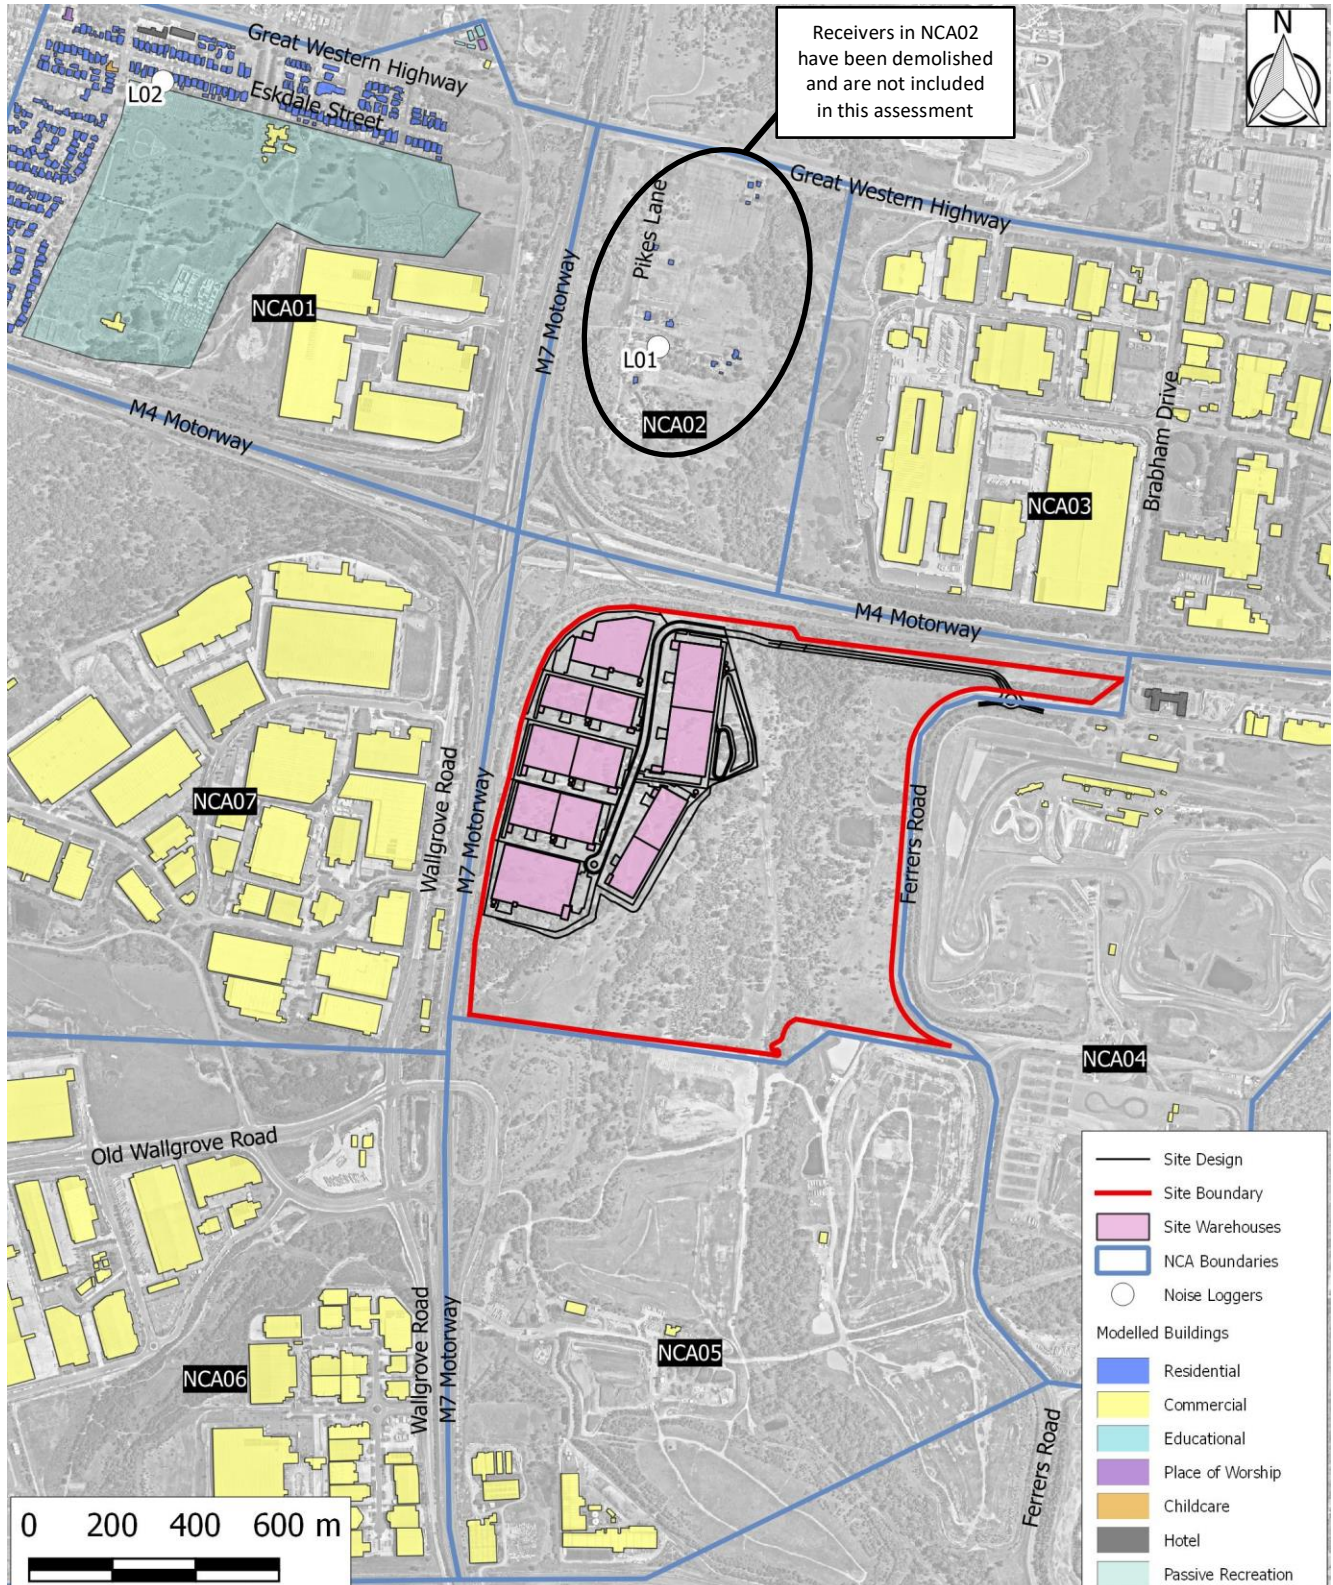 Receivers in NCA02
have been demolished
and are not included
in this assessment
N
Great Western Highway
L02
Eskdale Street
Great Western Highway
Pikes Lane
M7 Motorway
NCA01
L01
NCA02
M4 Motorway
Brabham Drive
NCA03
M4 Motorway
NCA07
Wallgrove Road
M7 Motorway
Ferrers Road
NCA04
Old Wallgrove Road
NCA06
Wallgrove Road
M7 Motorway
NCA05
Ferrers Road
Site Design
Site Boundary
Site Warehouses
NCA Boundaries
Noise Loggers
Modelled Buildings
Residential
Commercial
Educational
Place of Worship
Childcare
Hotel
Passive Recreation
0 200 400 600 m